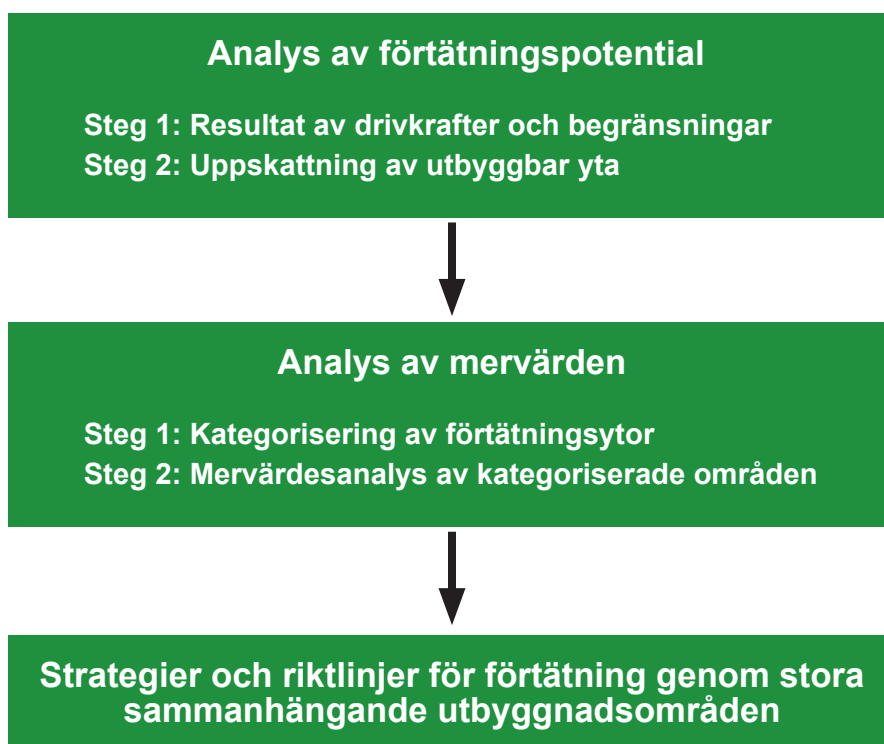 Analys av förtätningspotential
Steg 1: Resultat av drivkrafter och begränsningar
Steg 2: Uppskattning av utbyggbar yta
Analys av mervärden
Steg 1: Kategorisering av förtätningsytor
Steg 2: Mervärdesanalys av kategoriserade områden
Strategier och riktlinjer för förtätning genom stora
sammanhängande utbyggnadsområden